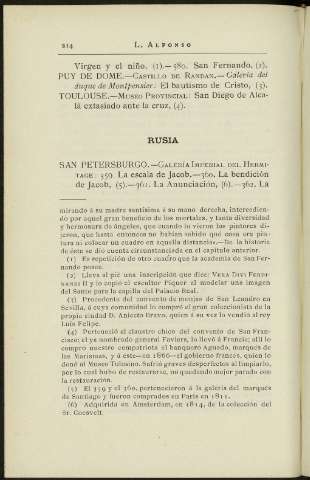 214 L. Alfonso
Virgen y el niño, (1).—580. San Fernando, (2).
PUY DE DOME.—Castillo de Randan.—Galería del
duque de Montpensier: El bautismo de Cristo, (3).
TOULOUSE.—Museo Provincial: San Diego de Alca-
lá extasiado ante la cruz, (4).
RUSIA
SAN PETERSBURGO.—Galería Imperial del Hermi-
tage: 359. La escala de Jacob.—360. La bendición
de Jacob, (5).—361. La Anunciación, (6).—362. La
mirando á su madre santísima á su mano derecha, intercedien-
do por aquel gran beneficio de los mortales, y tanta diversidad
y hermosura de ángeles, que cuando lo vieron los pintores di-
jeron, que hasta entonces no habían sabido qué cosa era pin-
tura ni colocar un cuadro en aquella distancia.»—De la historia
de éste se dió cuenta circunstanciada en el capítulo anterior.
(1) Es repetición de otro cuadro que la academia de San Fer-
nando posee.
(2) Lleva al pié una inscripción que dice: Vera Divi Ferdi-
nandi II y lo copió el escultor Piquer al modelar una imagen
del Santo para la capilla del Palacio Real.
(3) Procedente del convento de monjas de San Leandro en
Sevilla, á cuya comunidad lo compró el gran coleccionista de la
propia ciudad D. Aniceto Bravo, quien á su vez lo vendió al rey
Luis Felipe.
(4) Perteneció al claustro chico del convento de San Fran-
cisco: el ya nombrado general Faviers, lo llevó á Francia; allí lo
compró nuestro compatriota el banquero Aguado, marqués de
las Marismas, y á éste—en 1866—el gobierno francés, quien lo
donó al Museo Tolosino. Sufrió graves desperfectos al limpiarlo,
por lo cual hubo de restaurarse, no quedando mejor parado con
la restauración.
(5) El 359 y el 360, pertenecieron á la galería del marqués
de Santiago y fueron comprados en París en 1811.
(6) Adquirida en Amsterdam, en 1814, de la colección del
Sr. Coesvelt.